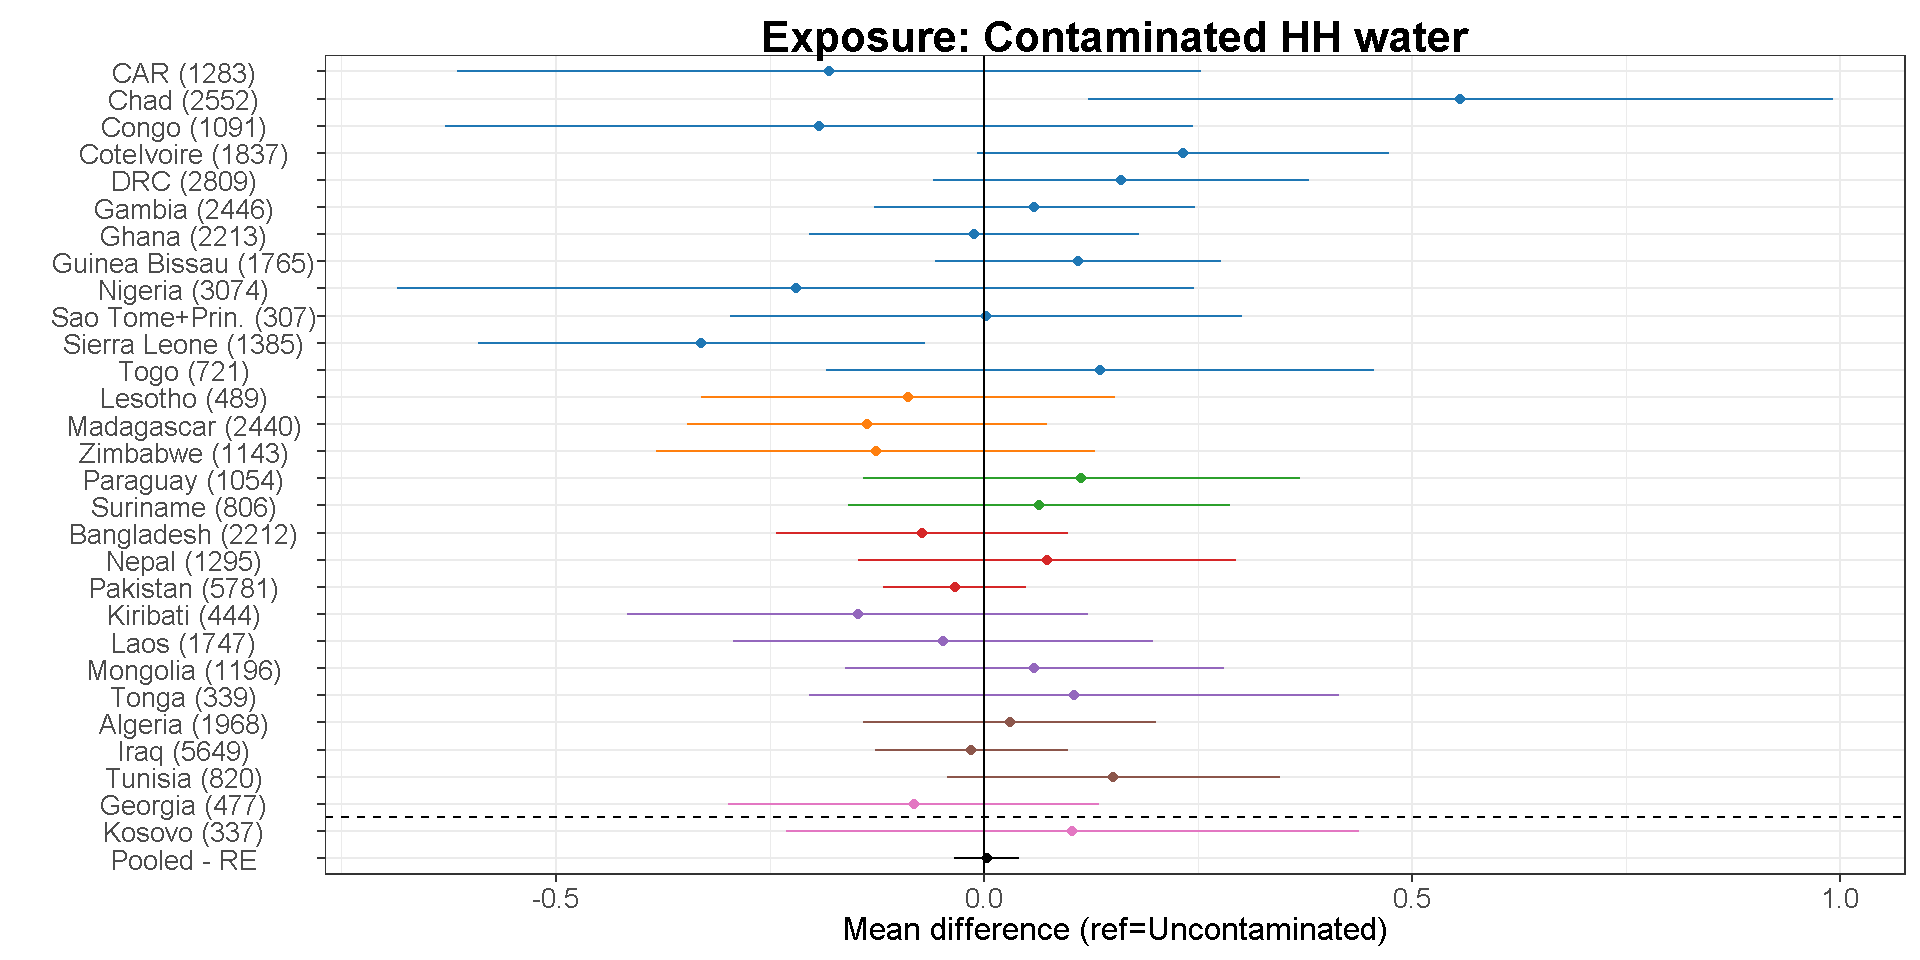 Exposure: Contaminated HH water
CAR (1283)
Chad (2552)
Congo (1091)
CoteIvoire (1837)
DRC (2809)
Gambia (2446)
Ghana (2213)
Guinea Bissau (1765)
Nigeria (3074)
Sao Tome+Prin. (307)
Sierra Leone (1385)
Togo (721)
Lesotho (489)
Madagascar (2440)
Zimbabwe (1143)
Paraguay (1054)
Suriname (806)
Bangladesh (2212)
Nepal (1295)
Pakistan (5781)
Kiribati (444)
Laos (1747)
Mongolia (1196)
Tonga (339)
Algeria (1968)
Iraq (5649)
Tunisia (820)
Georgia (477)
Kosovo (337)
Pooled - RE
-0.5 0.0 0.5 1.0
Mean difference (ref=Uncontaminated)